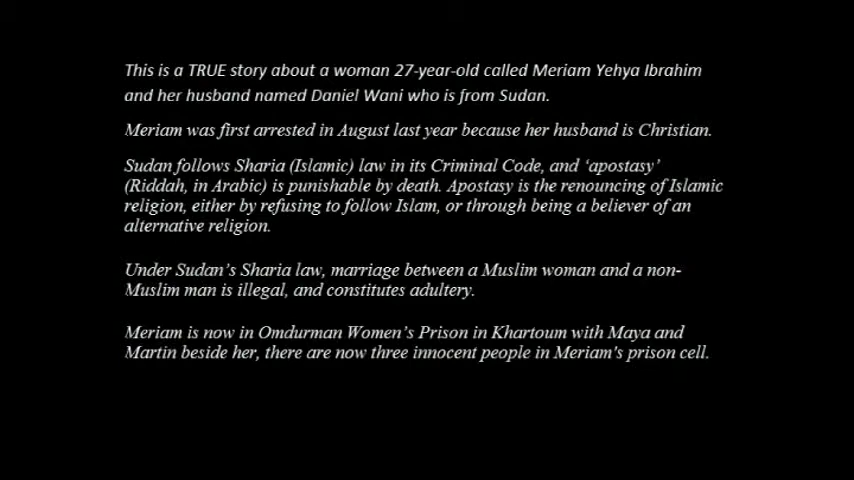 This is a TRUE story about a woman 27-year-old called Meriam Yehya Ibrahim
and her husband named Daniel Wani who is from Sudan.
Meriam was first arrested in August last year because her husband is Christian.
Sudan follows Sharia (Islamic) law in its Criminal Code, and ‘apostasy’
(Riddah, in Arabic) is punishable by death. Apostasy is the renouncing of Islamic
religion, either by refusing to follow Islam, or through being a believer of an
alternative religion.
Under Sudan’s Sharia law, marriage between a Muslim woman and a non-
Muslim man is illegal, and constitutes adultery.
Meriam is now in Omdurman Women’s Prison in Khartoum with Maya and
Martin beside her, there are now three innocent people in Meriam's prison cell.